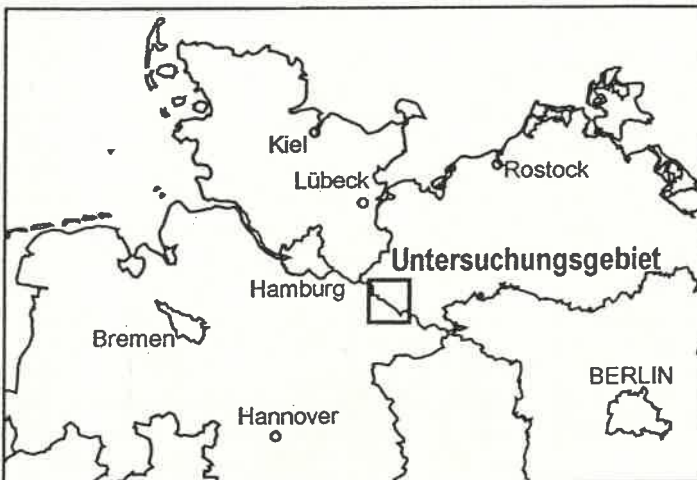 Kiel
Lübeck
Rostock
Untersuchungsgebiet
Hamburg
Bremen
BERLIN
Hannover